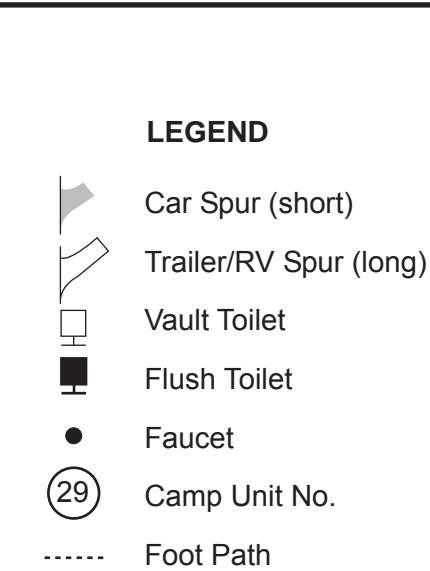 LEGEND
Car Spur (short)
Trailer/RV Spur (long)
Vault Toilet
Flush Toilet
Faucet
29 Camp Unit No.
Foot Path